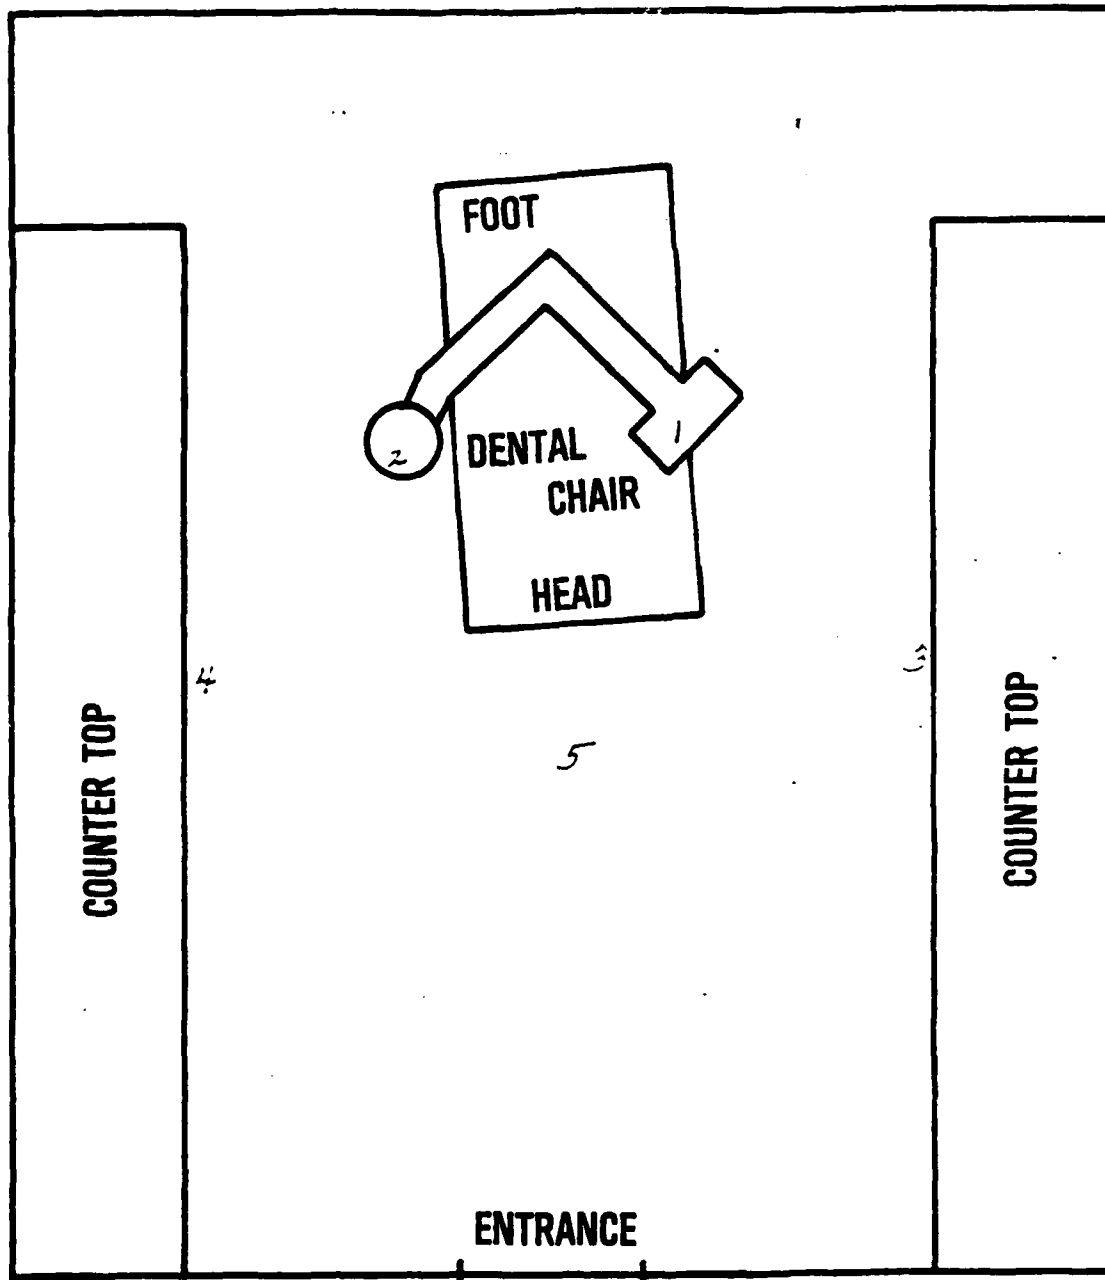 FOOT
1
2
DENTAL
CHAIR
HEAD
4
3
5
COUNTER TOP
COUNTER TOP
ENTRANCE